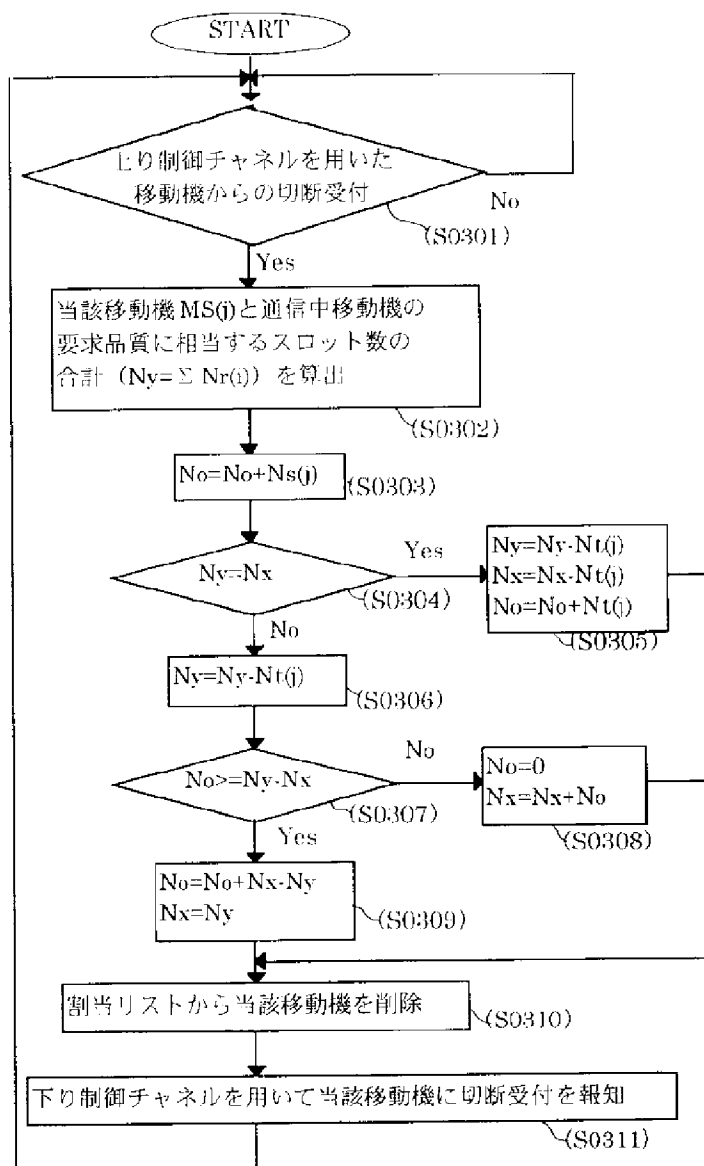 START
上り制御チャネルを用いた
移動機からの切断受付
No
(S0301)
Yes
当該移動機 MS(j)と通信中移動機の
要求品質に相当するスロット数の
合計（Ny=Σ Nr(i)）を算出
(S0302)
No=No+Ns(j)
(S0303)
Ny=Nx
Yes
(S0304)
Ny=Ny-Nt(j)
Nx=Nx-Nt(j)
No=No+Nt(j)
(S0305)
No
Ny=Ny-Nt(j)
(S0306)
No>=Ny-Nx
No
(S0307)
No=0
Nx=Nx+No
(S0308)
Yes
No=No+Nx-Ny
Nx=Ny
(S0309)
割当リストから当該移動機を削除
(S0310)
下り制御チャネルを用いて当該移動機に切断受付を報知
(S0311)